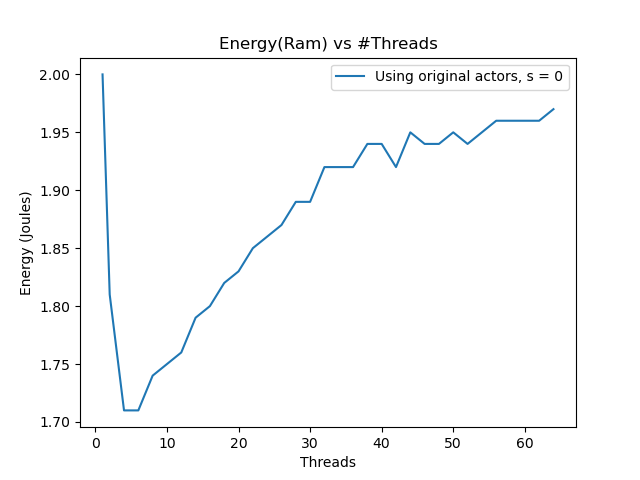 Energy(Ram) vs #Threads
Using original actors, s = 0
Energy (Joules)
2.00
1.95
1.90
1.85
1.80
1.75
1.70
0 10 20 30 40 50 60
Threads